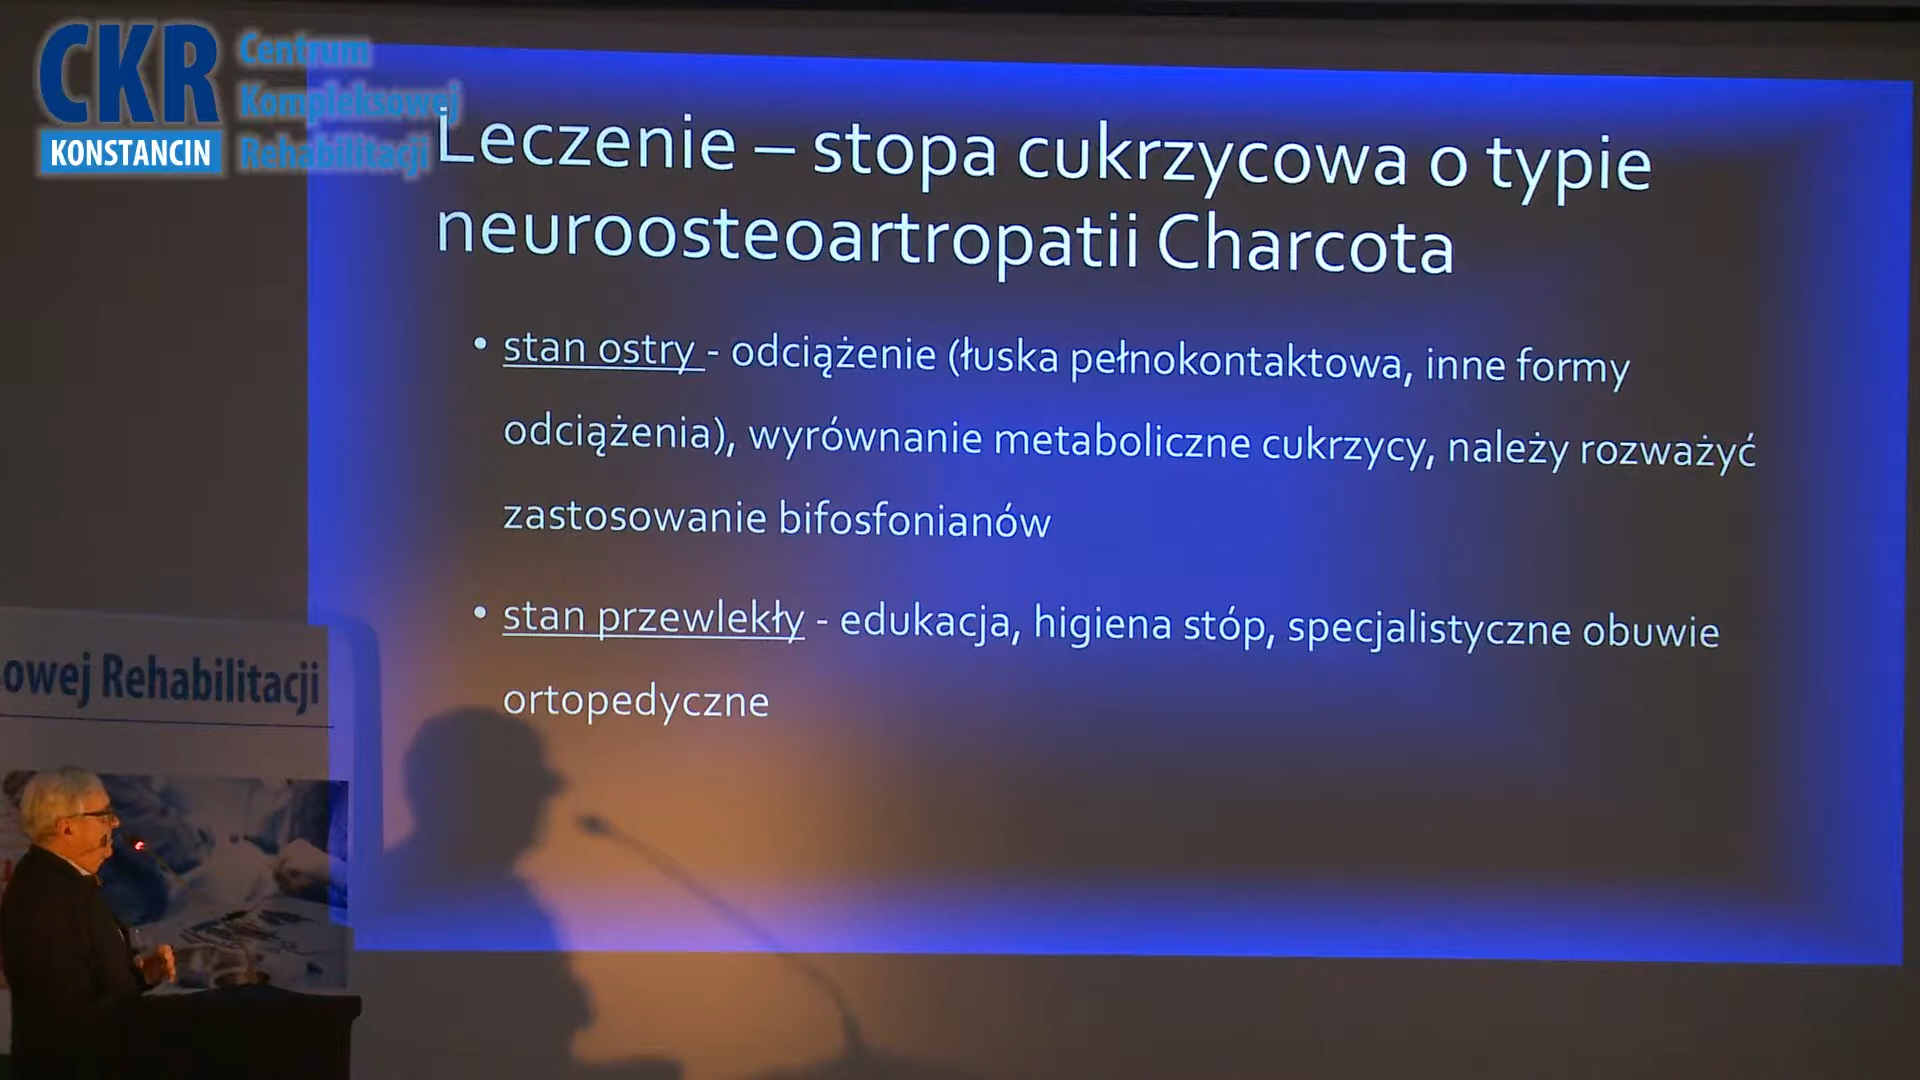 CKR
KONSTANCIN
Centrum
Kompleksowej
Rehabilitacji
Leczenie – stopa cukrzycowa o typie
neuroosteoartropatii Charcota
• stan ostry - odciążenie (łuska pełnokontaktowa, inne formy
odciążenia), wyrównanie metaboliczne cukrzycy, należy rozważyć
zastosowanie bifosfonianów
• stan przewlekły - edukacja, higiena stóp, specjalistyczne obuwie
ortopedyczne
owej Rehabilitacji